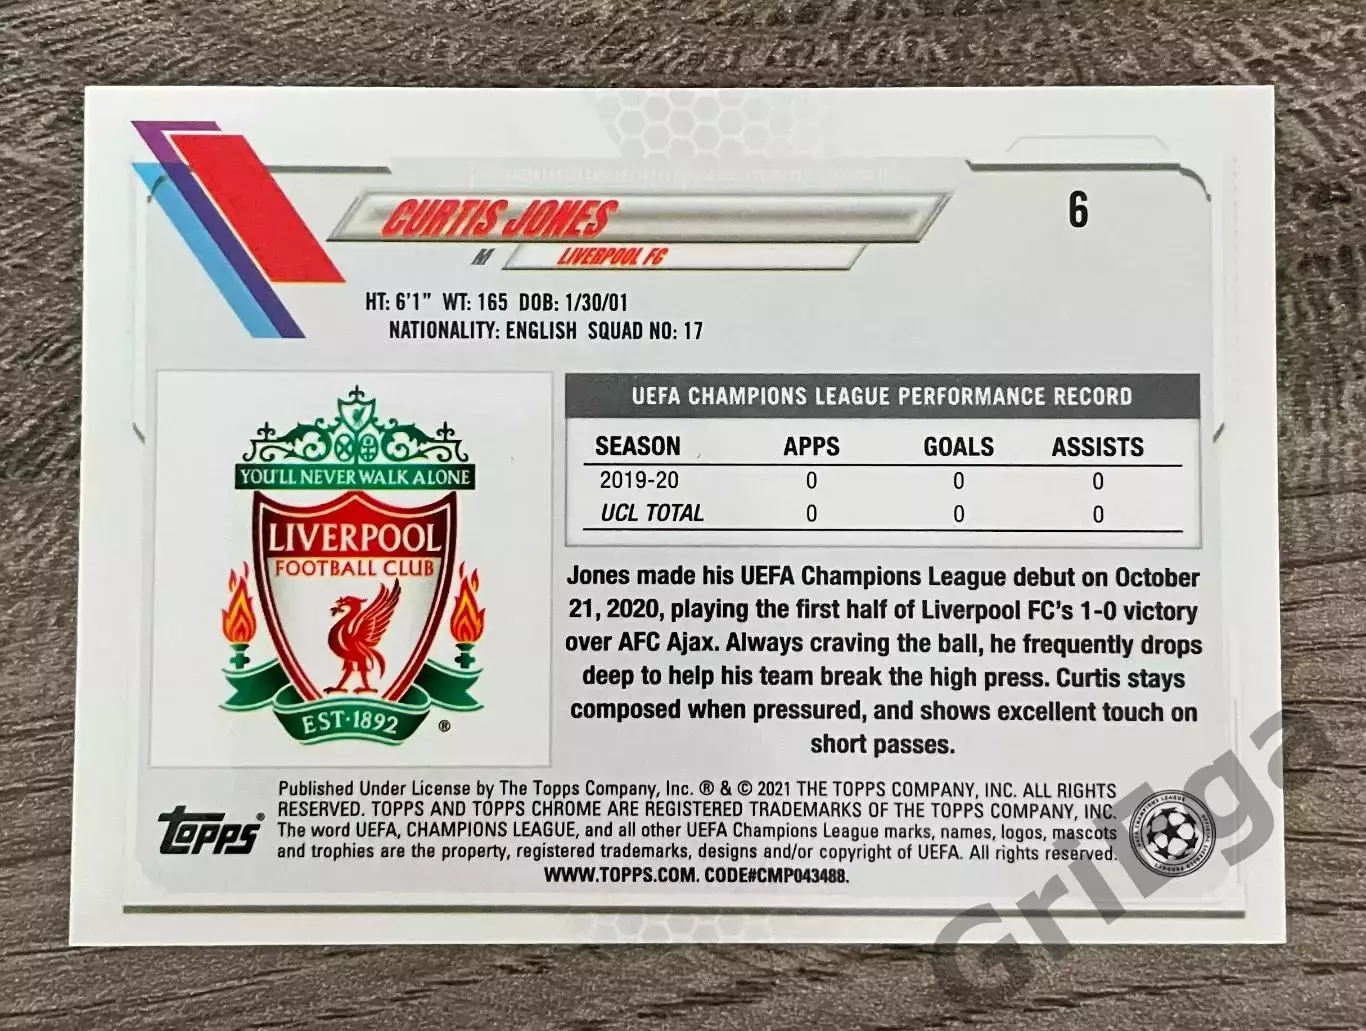 6
CURTIS JONES
M LIVERPOOL FC
HT: 6'1" WT: 165 DOB: 1/30/01
NATIONALITY: ENGLISH SQUAD NO: 17
UEFA CHAMPIONS LEAGUE PERFORMANCE RECORD
SEASON APPS GOALS ASSISTS
2019-20 0 0 0
UCL TOTAL 0 0 0
YOU'LL NEVER WALK ALONE
LIVERPOOL
FOOTBALL CLUB
EST·1892 ®
Jones made his UEFA Champions League debut on October
21, 2020, playing the first half of Liverpool FC's 1-0 victory
over AFC Ajax. Always craving the ball, he frequently drops
deep to help his team break the high press. Curtis stays
composed when pressured, and shows excellent touch on
short passes.
Topps®
Published Under License by The Topps Company, Inc. ® & © 2021 THE TOPPS COMPANY, INC. ALL RIGHTS
RESERVED. TOPPS AND TOPPS CHROME ARE REGISTERED TRADEMARKS OF THE TOPPS COMPANY, INC.
The word UEFA, CHAMPIONS LEAGUE, and all other UEFA Champions League marks, names, logos, mascots
and trophies are the property, registered trademarks, designs and/or copyright of UEFA. All rights reserved.
WWW.TOPPS.COM. CODE#CMP043488.
GriEga